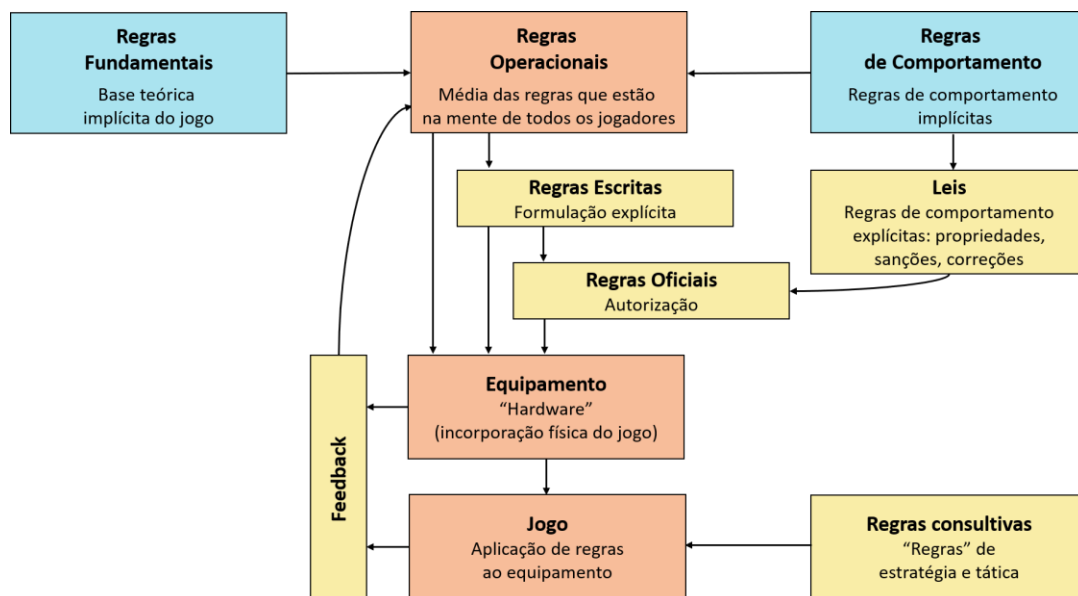 Regras
Fundamentais
Base teórica
implícita do jogo
Regras
Operacionais
Média das regras que estão
na mente de todos os jogadores
Regras
de Comportamento
Regras de comportamento
implícitas
Regras Escritas
Formulação explícita
Leis
Regras de comportamento
explícitas: propriedades,
sanções, correções
Regras Oficiais
Autorização
Feedback
Equipamento
“Hardware”
(incorporação física do jogo)
Jogo
Aplicação de regras
ao equipamento
Regras consultivas
“Regras” de
estratégia e tática